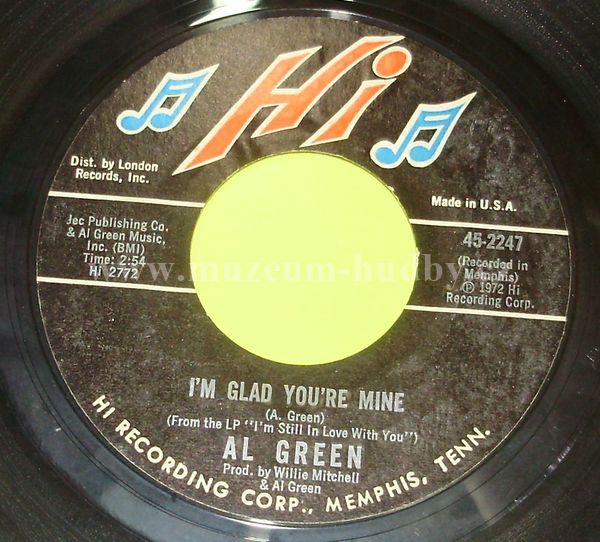 Hi
Dist. by London
Records, Inc.
Made in U.S.A.
Jec Publishing Co.
& Al Green Music,
Inc. (BMI)
Time: 2:54
Hi 2772
45-2247
(Recorded in
Memphis)
℗ 1972 Hi
Recording Corp.
www.muzeum-hudby.
I'M GLAD YOU'RE MINE
(A. Green)
(From the LP "I'm Still In Love With You")
AL GREEN
Prod. by Willie Mitchell
& Al Green
HI RECORDING CORP., MEMPHIS, TENN.